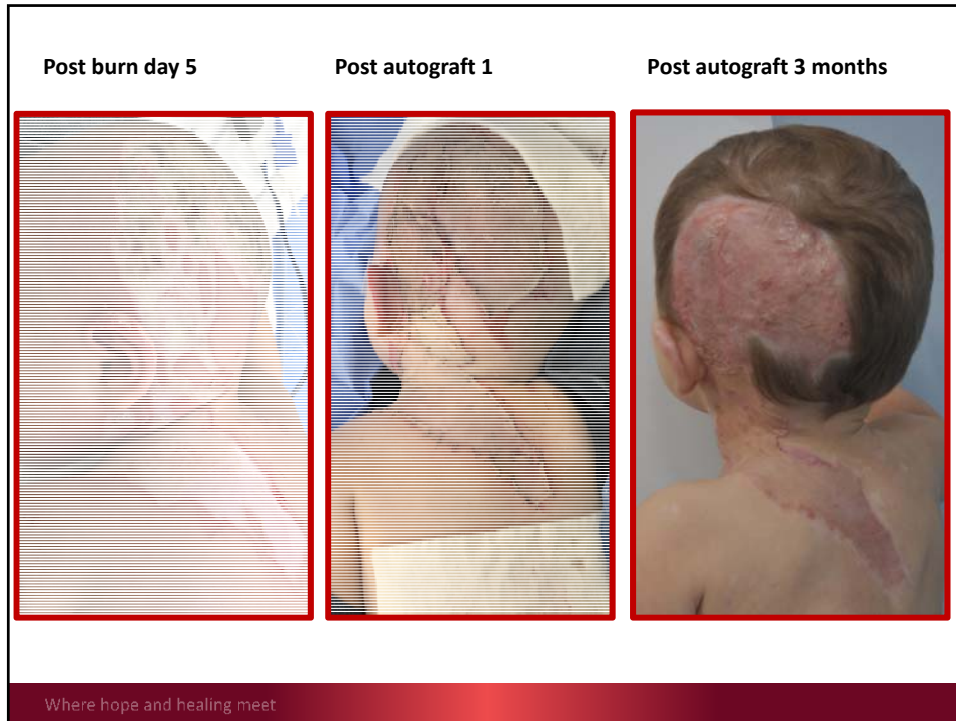 Post burn day 5
Post autograft 1
Post autograft 3 months
Where hope and healing meet